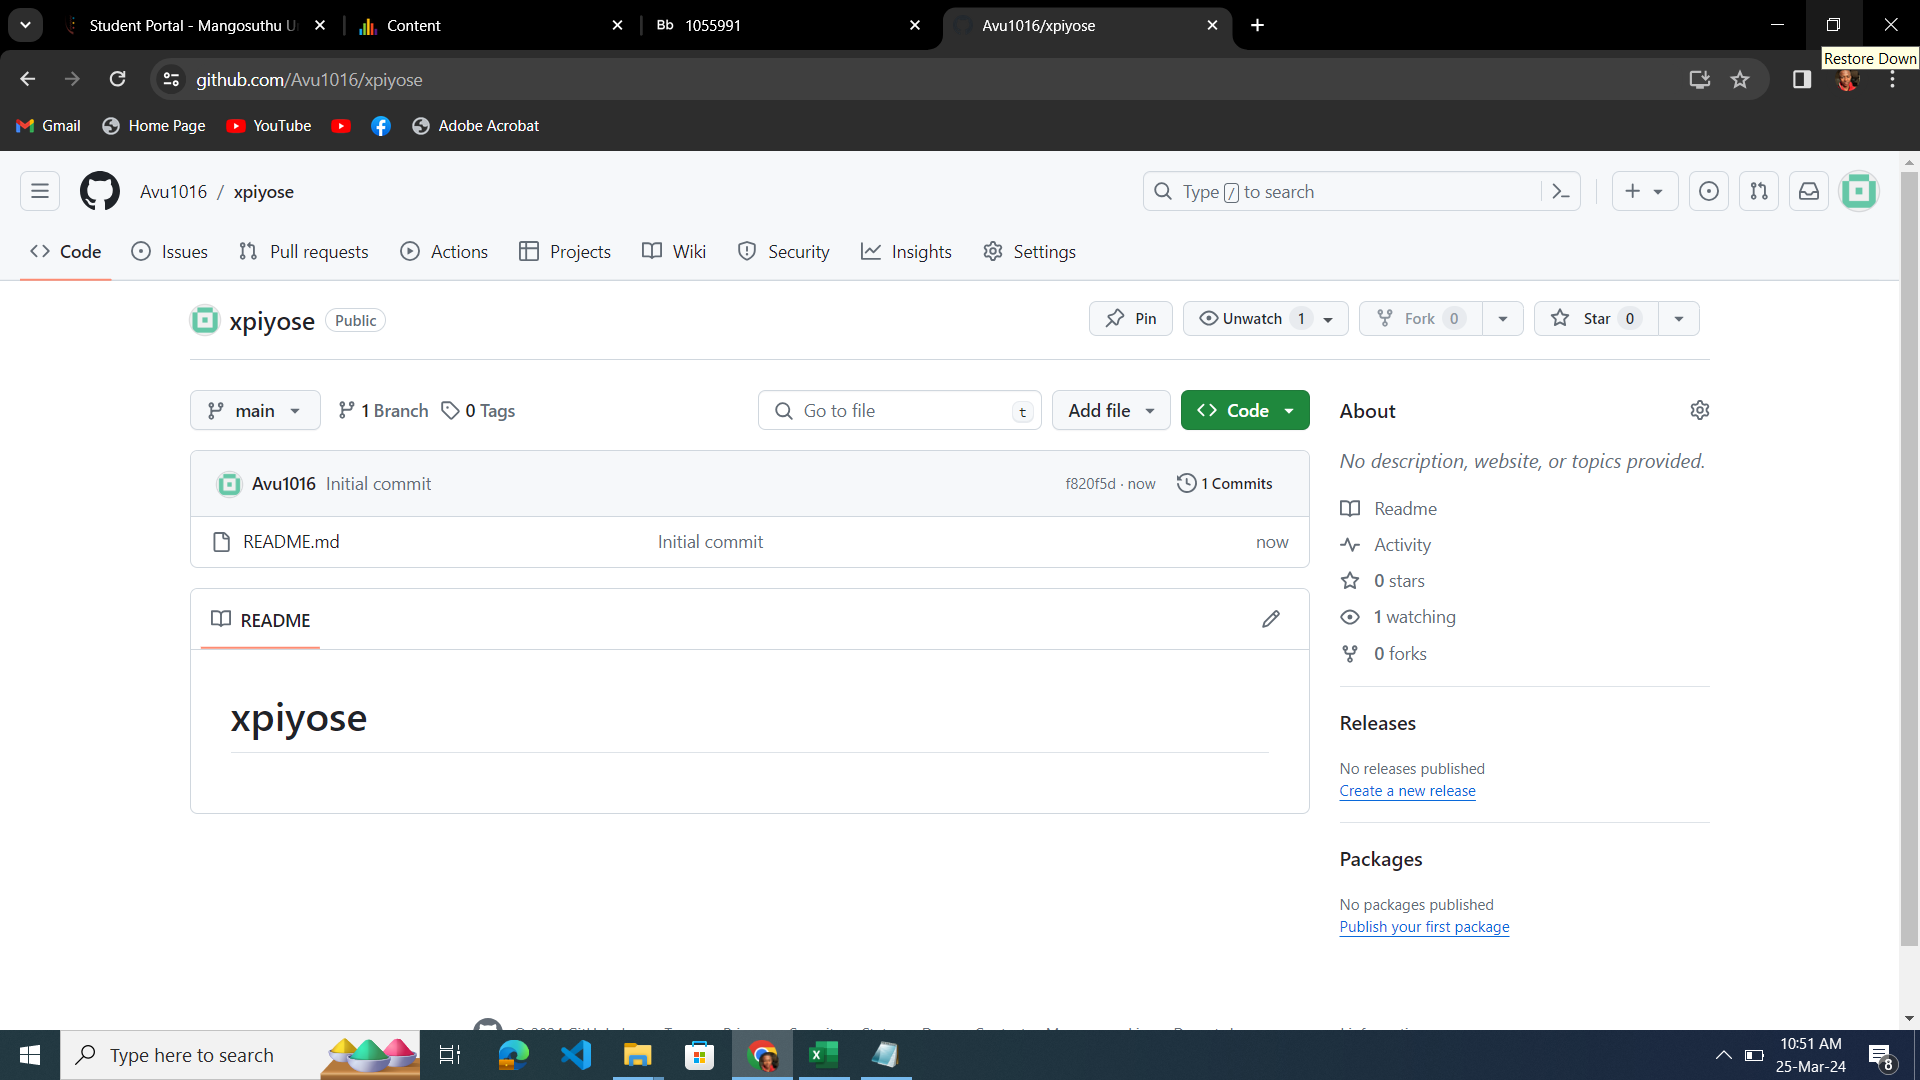 Student Portal - Mangosuthu U
Content
Bb 1055991
Avu1016/xpiyose
Restore Down
github.com/Avu1016/xpiyose
Gmail
Home Page
YouTube
Adobe Acrobat
Avu1016 / xpiyose
Type / to search
Code
Issues
Pull requests
Actions
Projects
Wiki
Security
Insights
Settings
xpiyose Public
Pin
Unwatch 1
Fork 0
Star 0
main
1 Branch
0 Tags
Go to file t
Add file
Code
About
No description, website, or topics provided.
Avu1016 Initial commit
f820f5d · now
1 Commits
README.md Initial commit now
Readme
Activity
0 stars
1 watching
0 forks
README
xpiyose
Releases
No releases published
Create a new release
Packages
No packages published
Publish your first package
Type here to search
10:51 AM
25-Mar-24
8